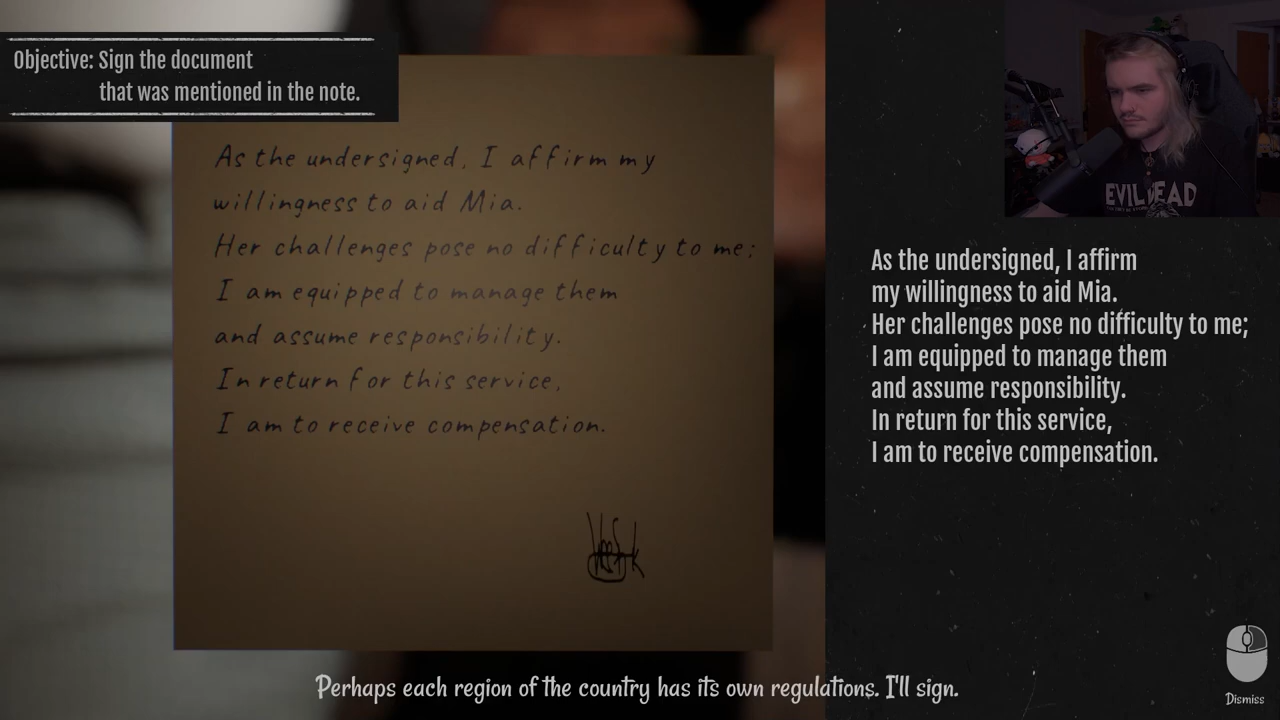 Objective: Sign the document
that was mentioned in the note.
As the undersigned, I affirm my
willingness to aid Mia.
Her challenges pose no difficulty to me;
I am equipped to manage them
and assume responsibility.
In return for this service,
I am to receive compensation.
EVIL DEAD
As the undersigned, I affirm
my willingness to aid Mia.
Her challenges pose no difficulty to me;
I am equipped to manage them
and assume responsibility.
In return for this service,
I am to receive compensation.
Perhaps each region of the country has its own regulations. I'll sign.
Dismiss